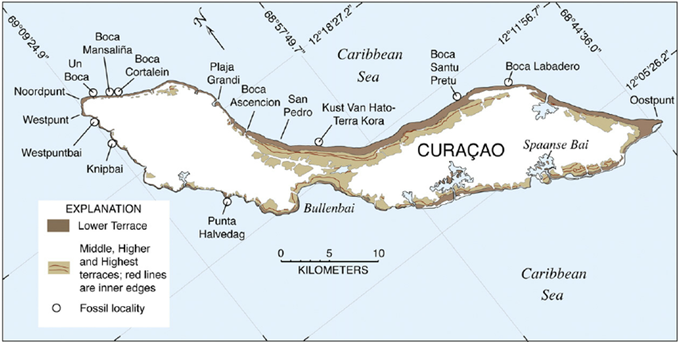 69°09'24.9"
N
68°57'49.7"
12°18'27.2"
12°11'56.7"
68°44'36.0"
12°05'26.2"
Caribbean
Sea
Un
Boca
Boca
Mansaliña
Boca
Cortalein
Noordpunt
Westpunt
Westpuntbai
Knipbai
Plaja
Grandi
Boca
Ascencion
San
Pedro
Kust Van Hato-
Terra Kora
Boca
Santu
Pretu
Boca Labadero
Oostpunt
CURAÇAO
Spaanse Bai
Bullenbai
Punta
Halvedag
EXPLANATION
Lower Terrace
Middle, Higher
and Highest
terraces; red lines
are inner edges
Fossil locality
0 5 10
KILOMETERS
Caribbean
Sea